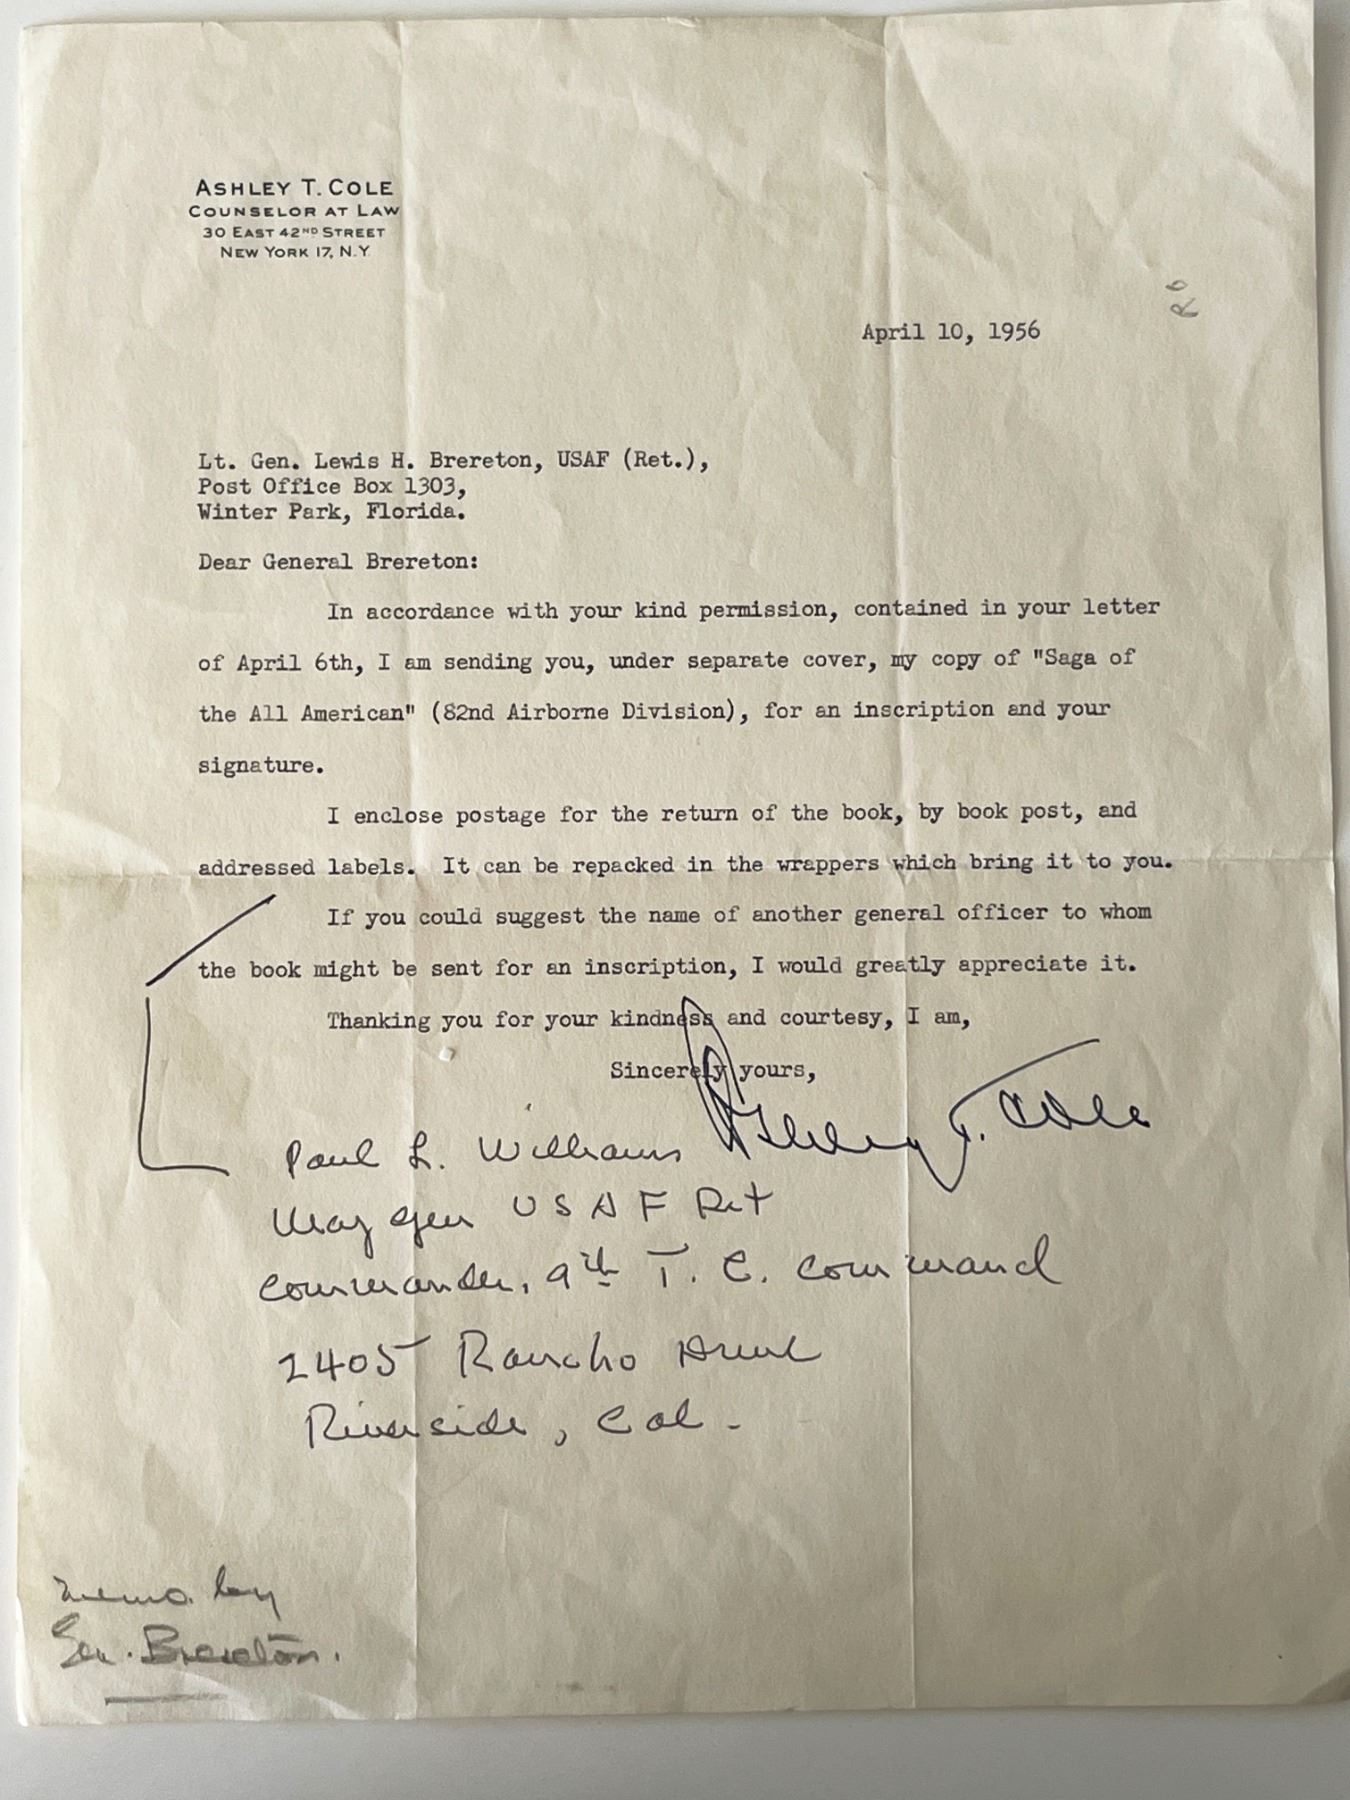 ASHLEY T. COLE
COUNSELOR AT LAW
30 EAST 42ND STREET
NEW YORK 17, N.Y.
April 10, 1956
Lt. Gen. Lewis H. Brereton, USAF (Ret.),
Post Office Box 1303,
Winter Park, Florida.
Dear General Brereton:
In accordance with your kind permission, contained in your letter
of April 6th, I am sending you, under separate cover, my copy of "Saga of
the All American" (82nd Airborne Division), for an inscription and your
signature.
I enclose postage for the return of the book, by book post, and
addressed labels. It can be repacked in the wrappers which bring it to you.
If you could suggest the name of another general officer to whom
the book might be sent for an inscription, I would greatly appreciate it.
Thanking you for your kindness and courtesy, I am,
Sincerely yours,
Ashley T. Cole
Paul L. Williams
Maj Gen USAF Ret
Commander, 9th T. C. Command
2405 Rancho Drive
Riverside, Cal.
memo. by
Gen. Brereton.